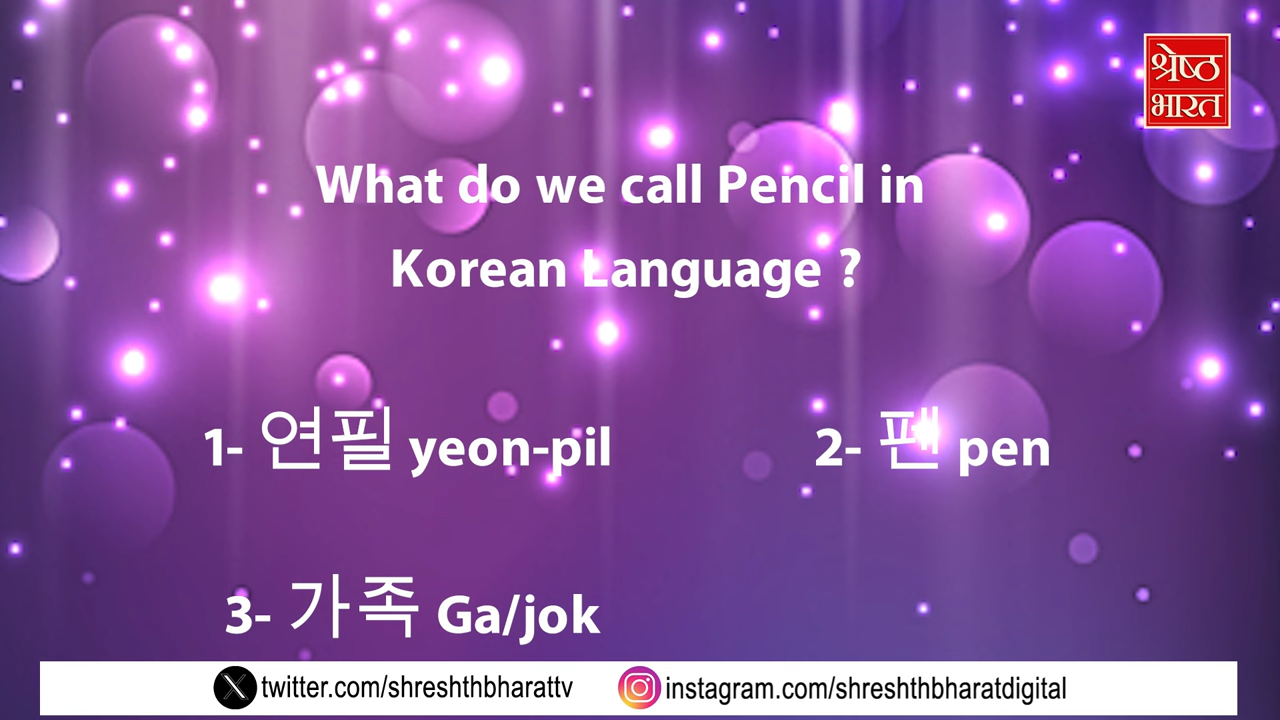 श्रेष्ठ
भारत
What do we call Pencil in
Korean Language ?
1- 연필 yeon-pil
2- 팬 pen
3- 가족 Ga/jok
twitter.com/shreshthbharattv
instagram.com/shreshthbharatdigital